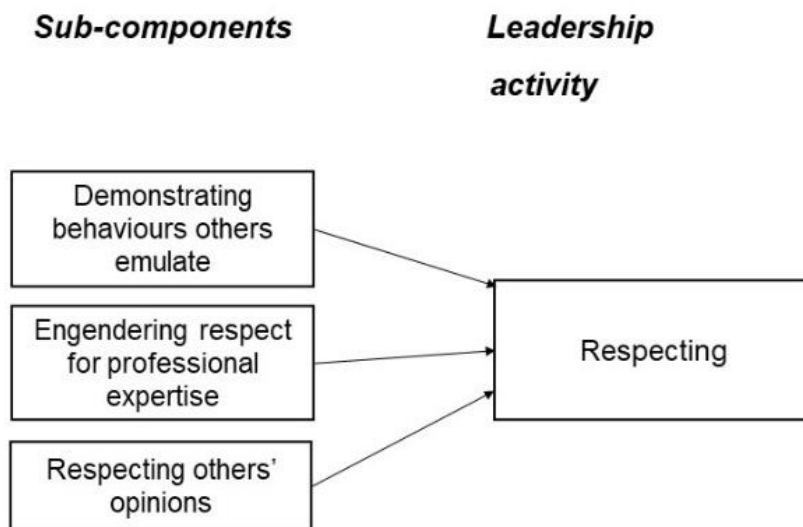 Sub-components
Leadership
activity
Demonstrating
behaviours others
emulate
Engendering respect
for professional
expertise
Respecting others’
opinions
Respecting